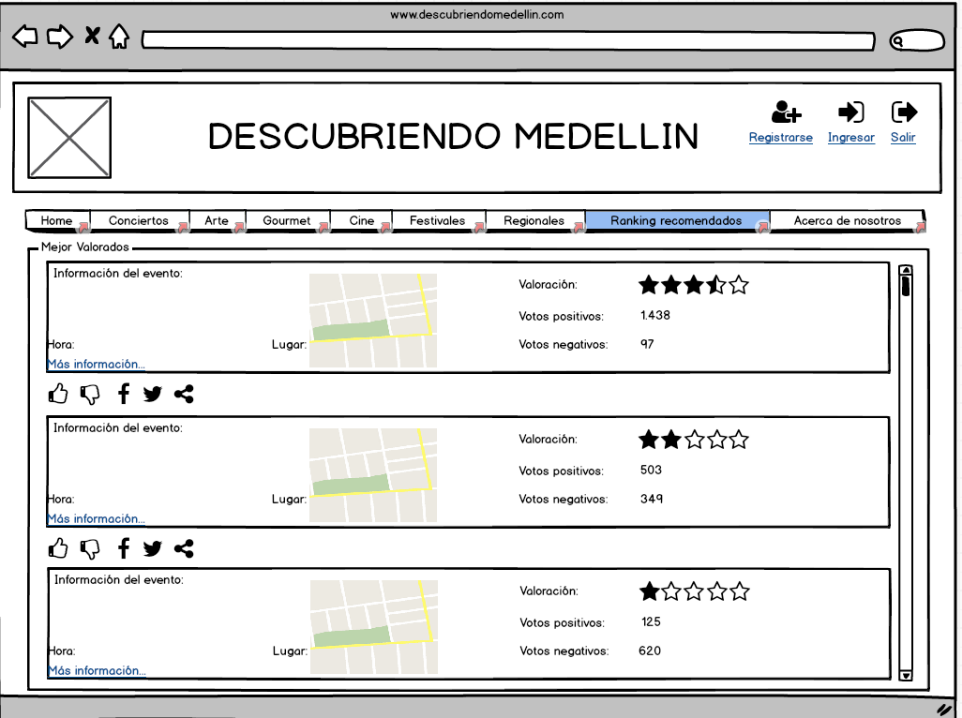 www.descubriendomedellin.com
DESCUBRIENDO MEDELLIN
Registrarse Ingresar Salir
Home Conciertos Arte Gourmet Cine Festivales Regionales Ranking recomendados Acerca de nosotros
Mejor Valorados
Información del evento:
Valoración:
Votos positivos: 1.438
Hora: Lugar: Votos negativos: 97
Más información...
Información del evento:
Valoración:
Votos positivos: 503
Hora: Lugar: Votos negativos: 349
Más información...
Información del evento:
Valoración:
Votos positivos: 125
Hora: Lugar: Votos negativos: 620
Más información...